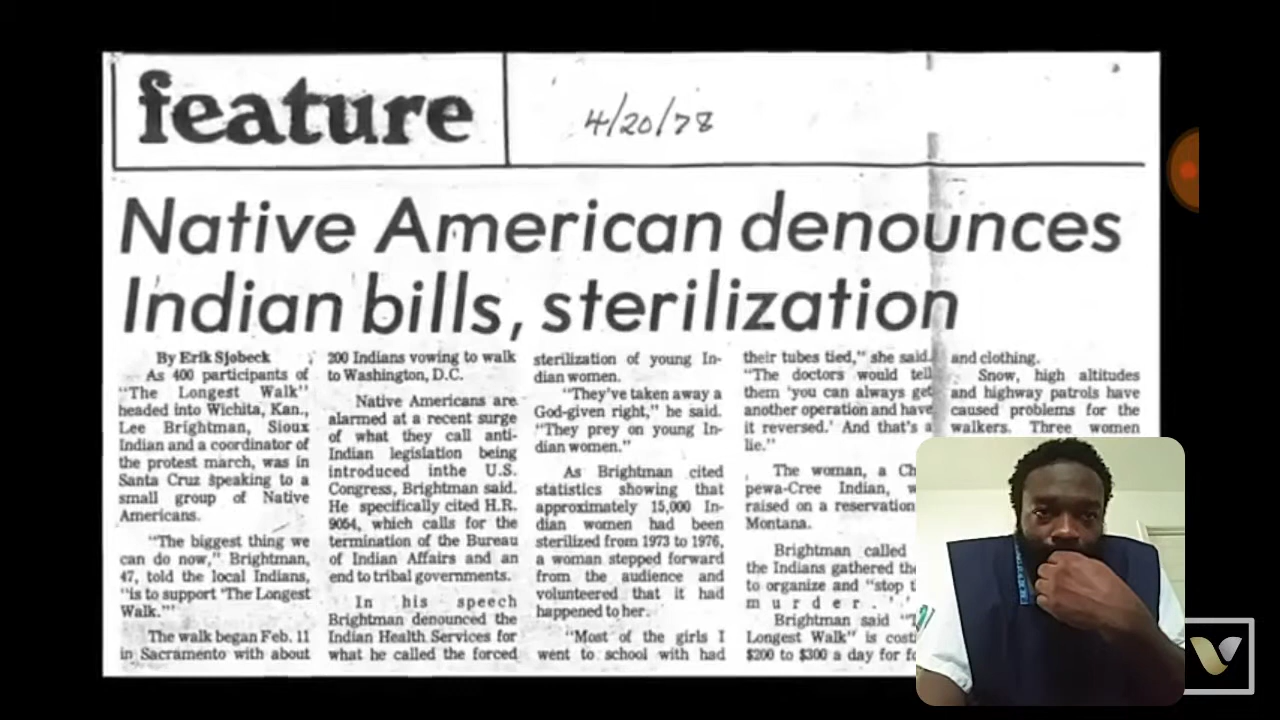 feature
4/20/78
Native American denounces
Indian bills, sterilization
By Erik Sjobeck
As 400 participants of
"The Longest Walk"
headed into Wichita, Kan.,
Lee Brightman, Sioux
Indian and a coordinator of
the protest march, was in
Santa Cruz speaking to a
small group of Native
Americans.
"The biggest thing we
can do now," Brightman,
47, told the local Indians,
"is to support 'The Longest
Walk.'"
The walk began Feb. 11
in Sacramento with about
200 Indians vowing to walk
to Washington, D.C.
Native Americans are
alarmed at a recent surge
of what they call anti-
Indian legislation being
introduced inthe U.S.
Congress, Brightman said.
He specifically cited H.R.
9054, which calls for the
termination of the Bureau
of Indian Affairs and an
end to tribal governments.
In his speech
Brightman denounced the
Indian Health Services for
what he called the forced
sterilization of young In-
dian women.
"They've taken away a
God-given right," he said.
"They prey on young In-
dian women."
As Brightman cited
statistics showing that
approximately 15,000 In-
dian women had been
sterilized from 1973 to 1976,
a woman stepped forward
from the audience and
volunteered that it had
happened to her.
"Most of the girls I
went to school with had
their tubes tied," she said.
"The doctors would tell
them 'you can always get
another operation and have
it reversed.' And that's a
lie."
The woman, a Ch
pewa-Cree Indian, w
raised on a reservation
Montana.
Brightman called
the Indians gathered the
to organize and "stop t
murder."
Brightman said "T
Longest Walk" is cost
$200 to $300 a day for fo
and clothing.
Snow, high altitudes
and highway patrols have
caused problems for the
walkers. Three women